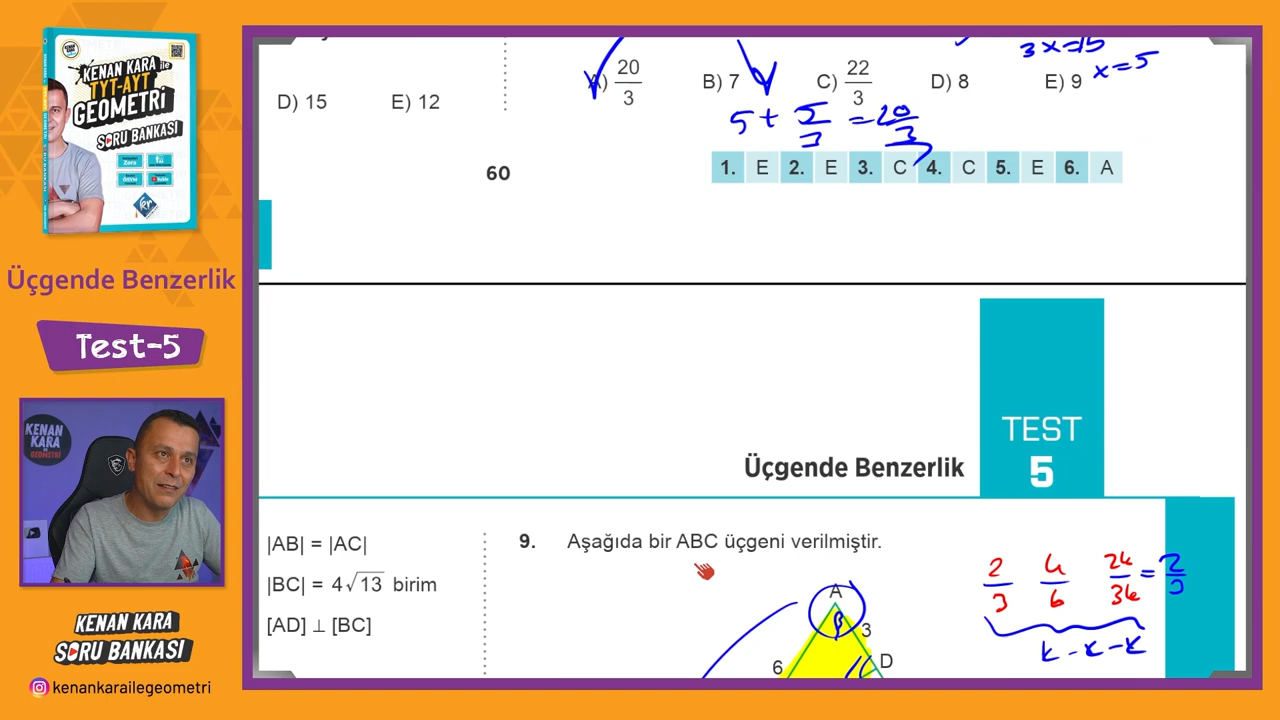 KENAN KARA ile
TYT-AYT
GEOMETRİ
SORU BANKASI
Üçgende Benzerlik
Test-5
KENAN
KARA
GEOMETRİ
KENAN KARA
SORU BANKASI
kenankarailegeometri
3x=15
x=5
D) 15 E) 12
A) 20/3 B) 7 C) 22/3 D) 8 E) 9
5 + 5/3 = 20/3
60
1. E 2. E 3. C 4. C 5. E 6. A
TEST
5
Üçgende Benzerlik
|AB| = |AC|
|BC| = 4√13 birim
[AD] ⊥ [BC]
9. Aşağıda bir ABC üçgeni verilmiştir.
2/3 4/6 2k/3k = 2/3
K - K - K
A
3
6
D